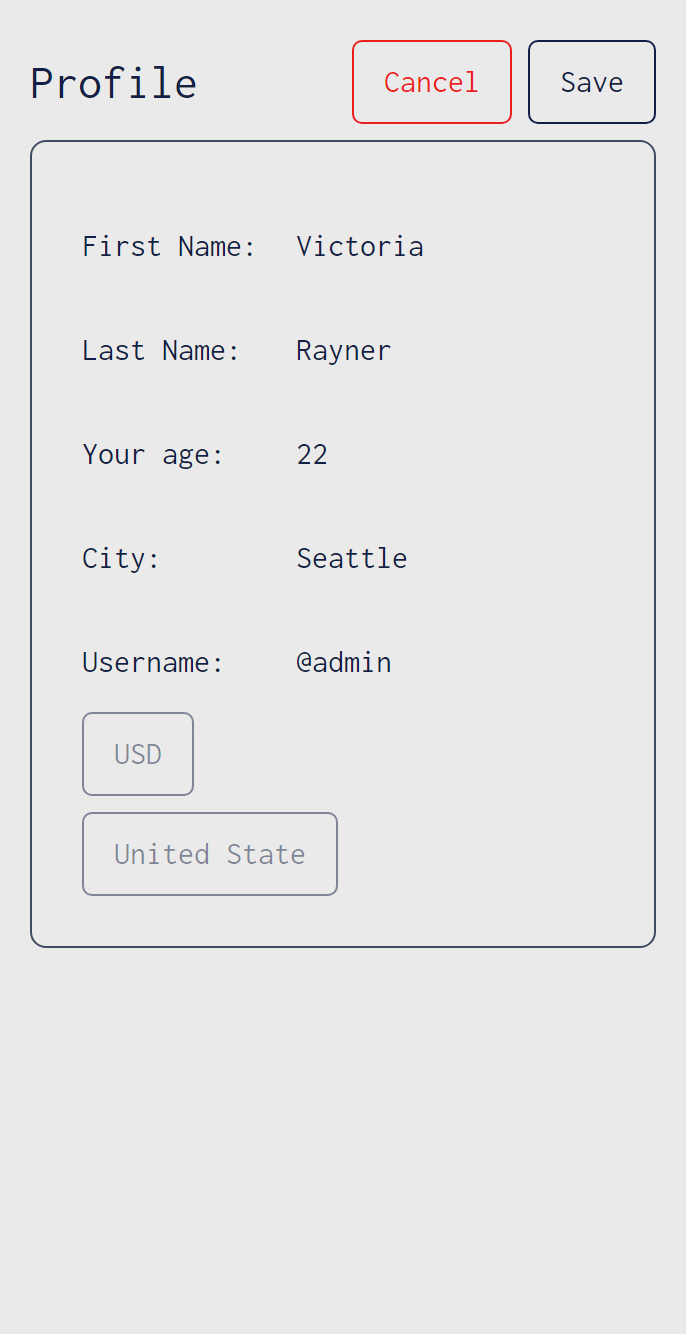 Profile Cancel Save
First Name: Victoria
Last Name: Rayner
Your age: 22
City: Seattle
Username: @admin
USD
United State